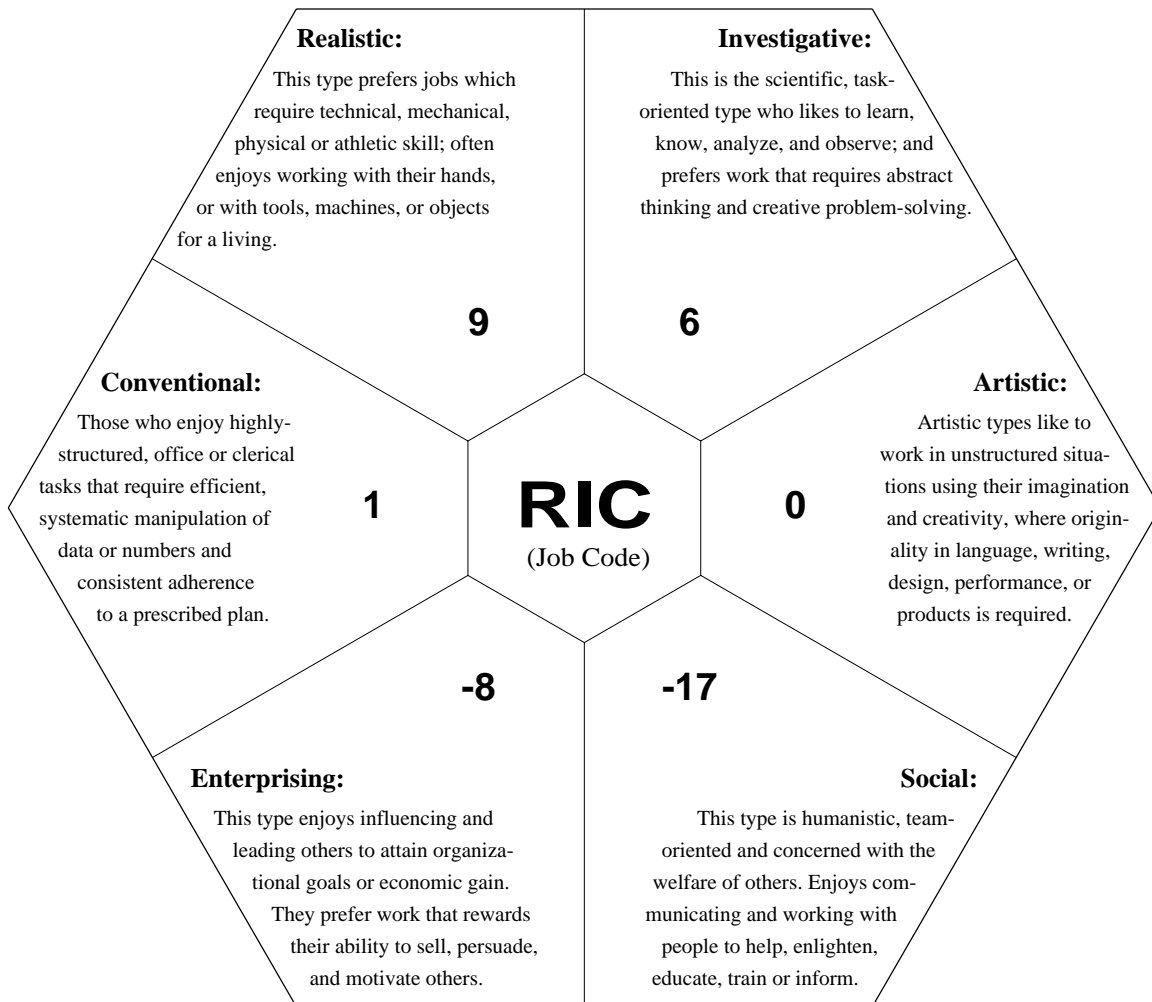 Realistic:
This type prefers jobs which
require technical, mechanical,
physical or athletic skill; often
enjoys working with their hands,
or with tools, machines, or objects
for a living.
9
Investigative:
This is the scientific, task-
oriented type who likes to learn,
know, analyze, and observe; and
prefers work that requires abstract
thinking and creative problem-solving.
6
Conventional:
Those who enjoy highly-
structured, office or clerical
tasks that require efficient,
systematic manipulation of
data or numbers and
consistent adherence
to a prescribed plan.
1
RIC
(Job Code)
0
Artistic:
Artistic types like to
work in unstructured situa-
tions using their imagination
and creativity, where origin-
ality in language, writing,
design, performance, or
products is required.
-8
Enterprising:
This type enjoys influencing and
leading others to attain organiza-
tional goals or economic gain.
They prefer work that rewards
their ability to sell, persuade,
and motivate others.
-17
Social:
This type is humanistic, team-
oriented and concerned with the
welfare of others. Enjoys com-
municating and working with
people to help, enlighten,
educate, train or inform.